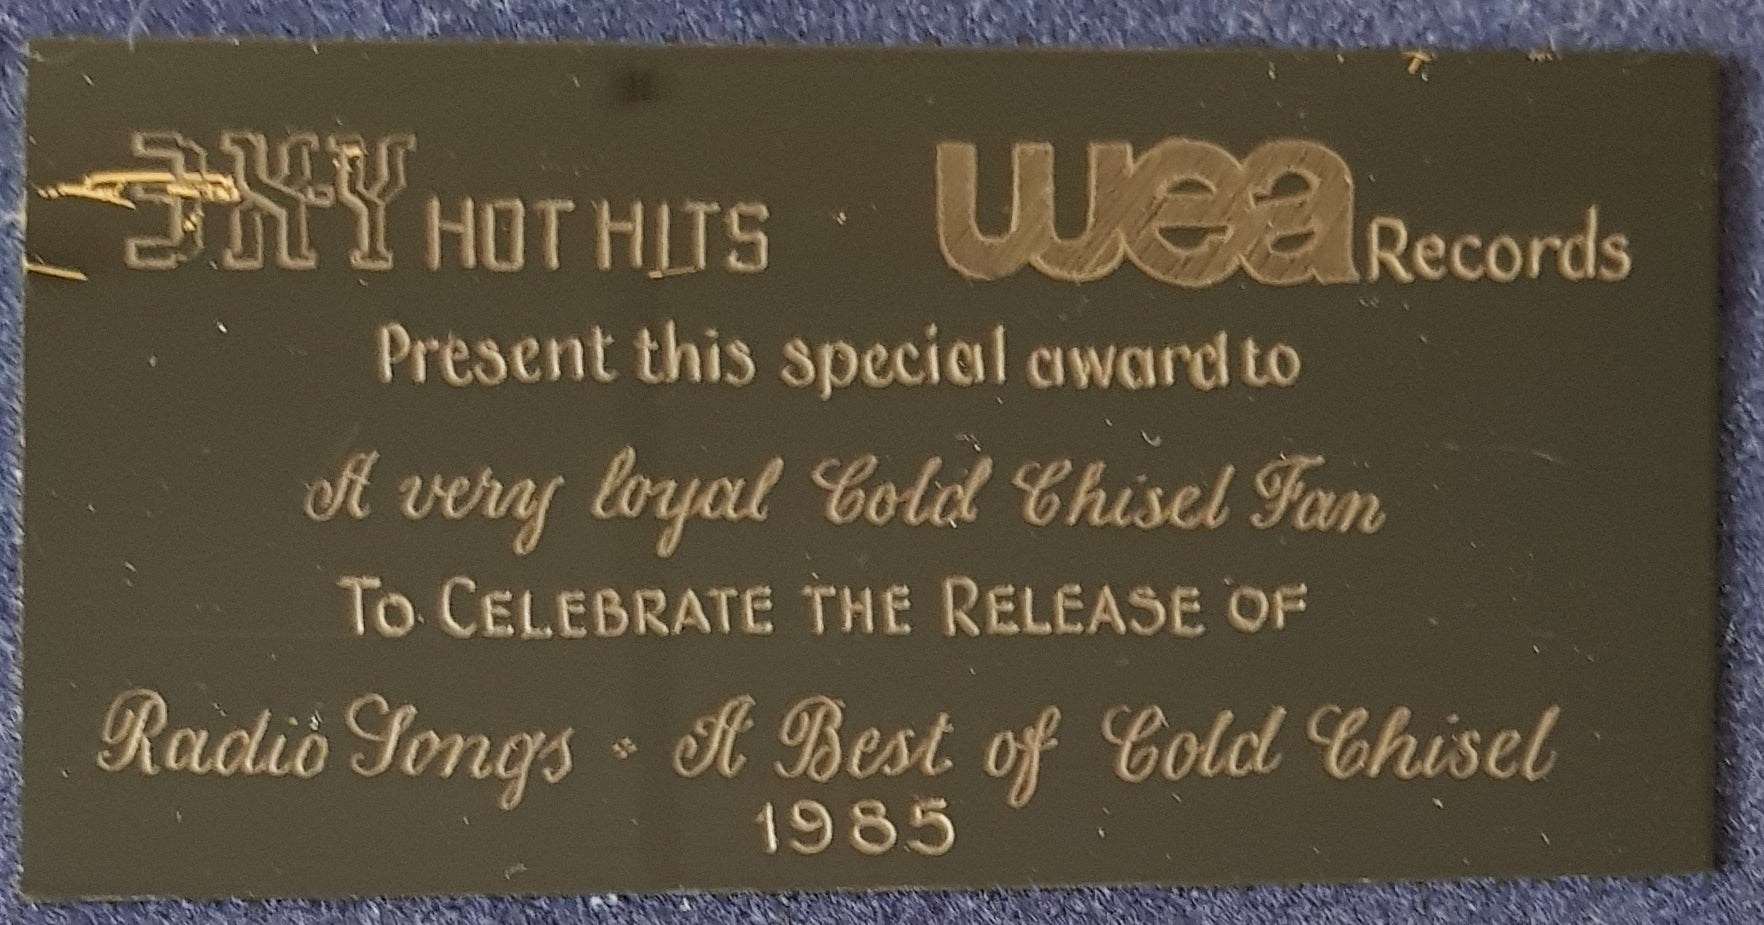 3XY HOT HITS wea Records
Present this special award to
A very loyal Cold Chisel Fan
TO CELEBRATE THE RELEASE OF
Radio Songs · A Best of Cold Chisel
1985